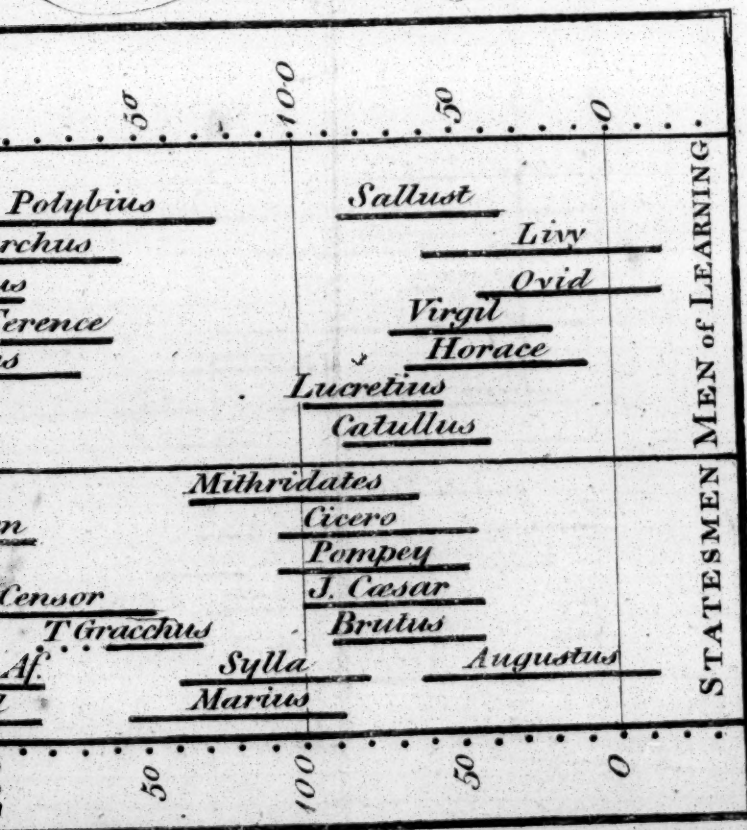 50 100 50 0
Polybius Sallust
rchus Livy
us Ovid
Terence Virgil
s Horace
Lucretius
Catullus
MEN of LEARNING
Mithridates
n Cicero
Pompey
Censor J. Cæsar
T Gracchus Brutus
Af. Sylla Augustus
Marius
STATESMEN
50 100 50 0